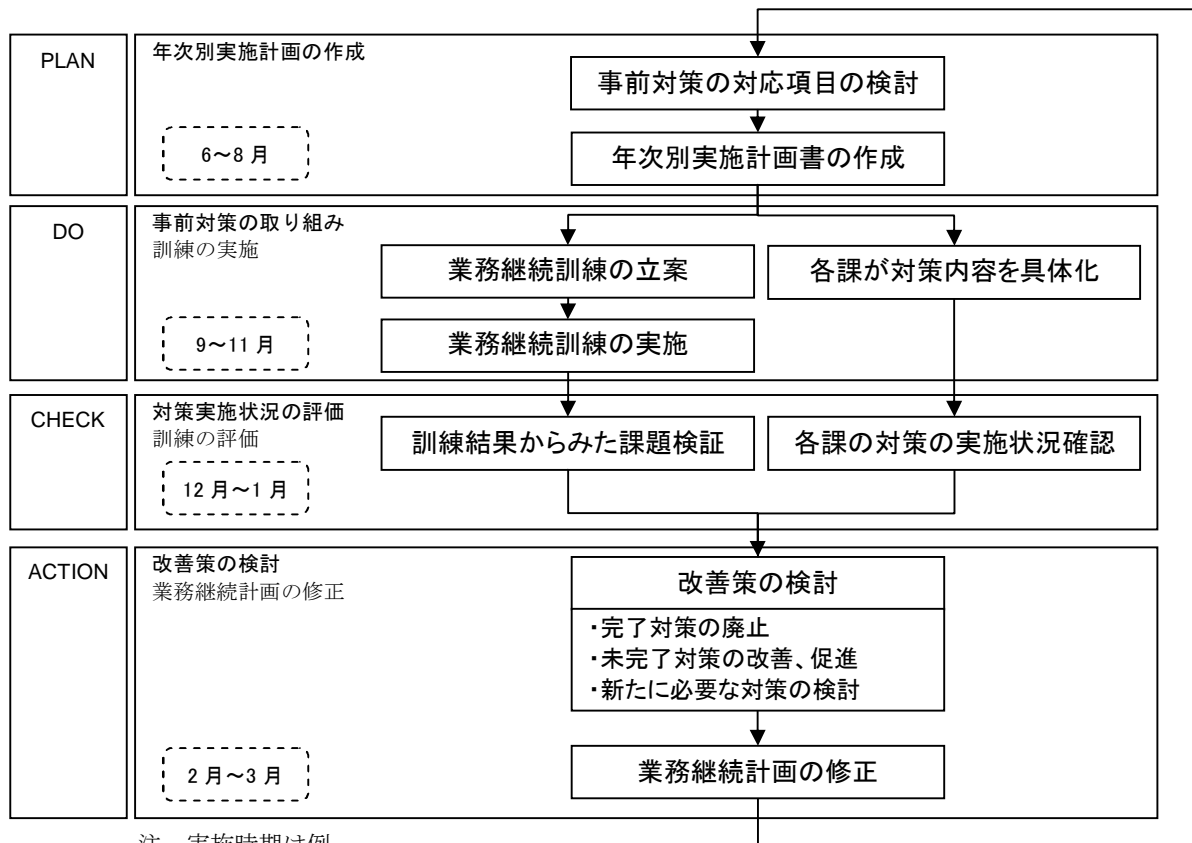 PLAN
年次別実施計画の作成
事前対策の対応項目の検討
6～8 月
年次別実施計画書の作成
DO
事前対策の取り組み
訓練の実施
業務継続訓練の立案
各課が対策内容を具体化
9～11 月
業務継続訓練の実施
CHECK
対策実施状況の評価
訓練の評価
訓練結果からみた課題検証
各課の対策の実施状況確認
12 月～1 月
ACTION
改善策の検討
業務継続計画の修正
改善策の検討
・完了対策の廃止
・未完了対策の改善、促進
・新たに必要な対策の検討
2 月～3 月
業務継続計画の修正
注 実施時期は例